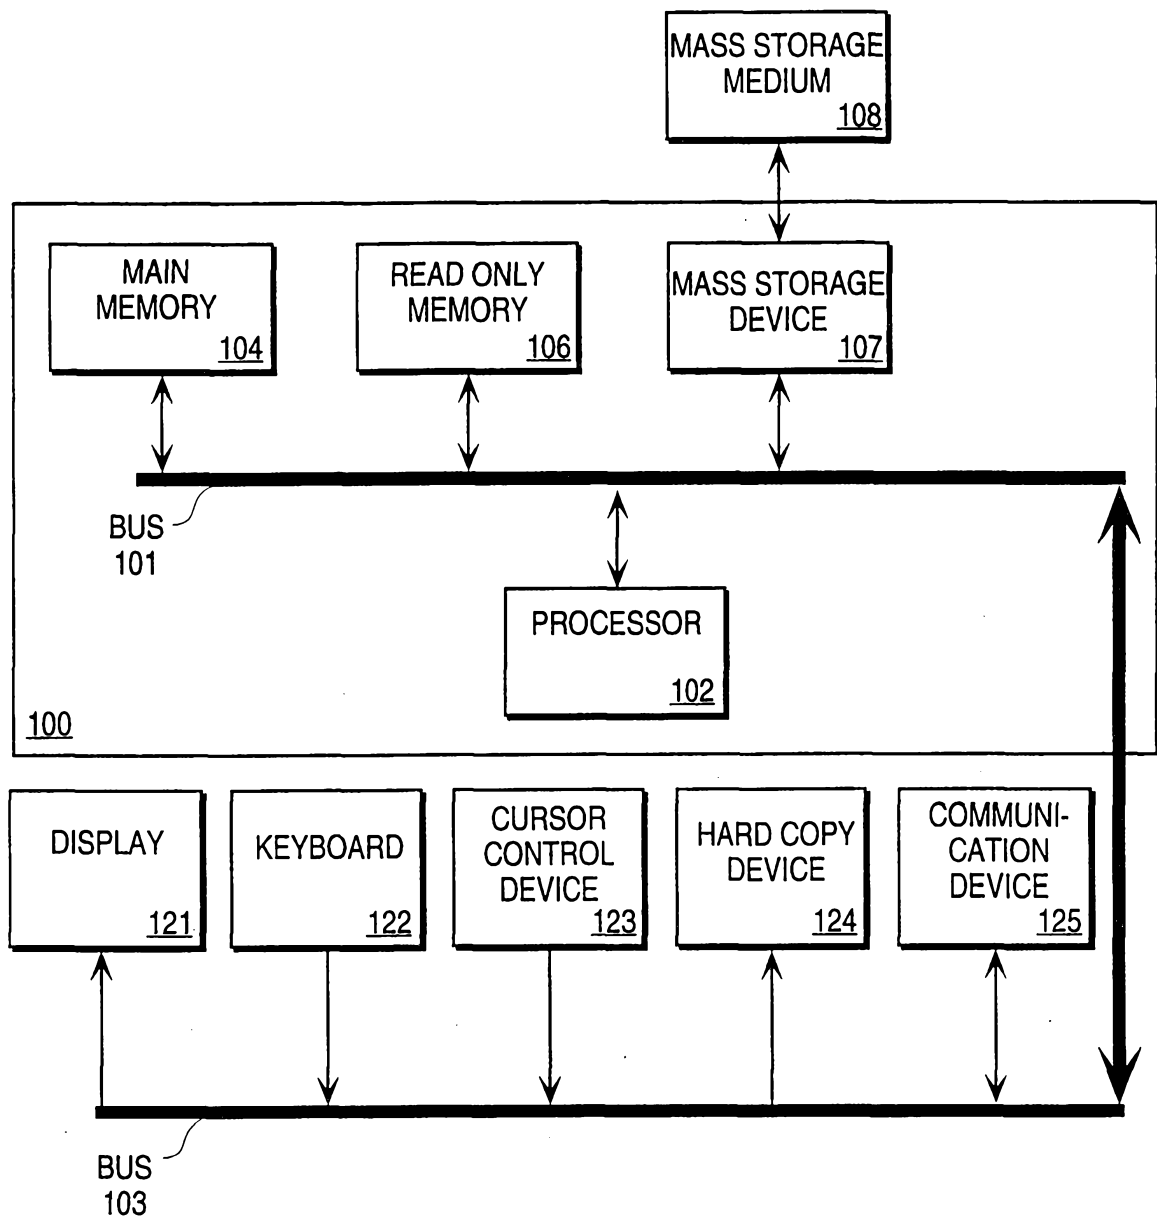 MASS STORAGE
MEDIUM
108
MAIN
MEMORY
104
READ ONLY
MEMORY
106
MASS STORAGE
DEVICE
107
BUS
101
PROCESSOR
102
100
DISPLAY
121
KEYBOARD
122
CURSOR
CONTROL
DEVICE
123
HARD COPY
DEVICE
124
COMMUNI-
CATION
DEVICE
125
BUS
103